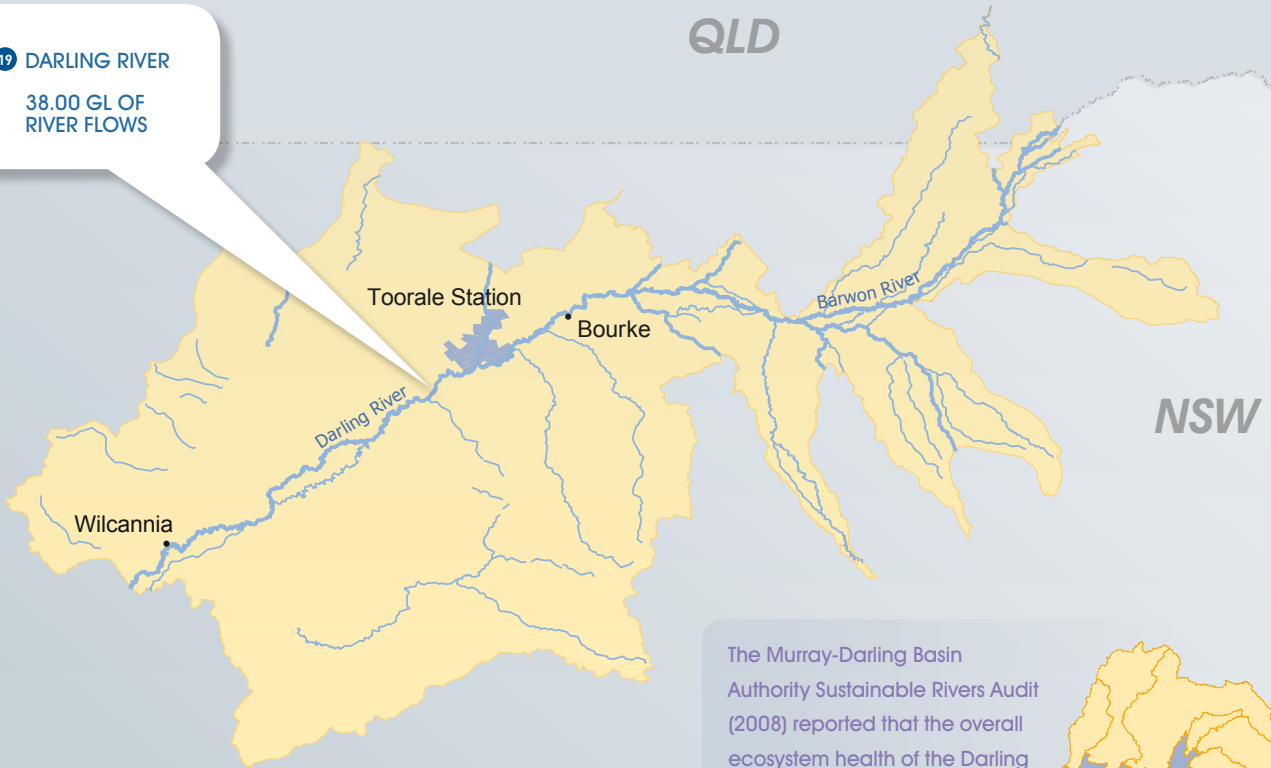 QLD
19 DARLING RIVER
38.00 GL OF
RIVER FLOWS
Barwon River
Toorale Station
Bourke
Darling River
NSW
Wilcannia
The Murray-Darling Basin
Authority Sustainable Rivers Audit
(2008) reported that the overall
ecosystem health of the Darling